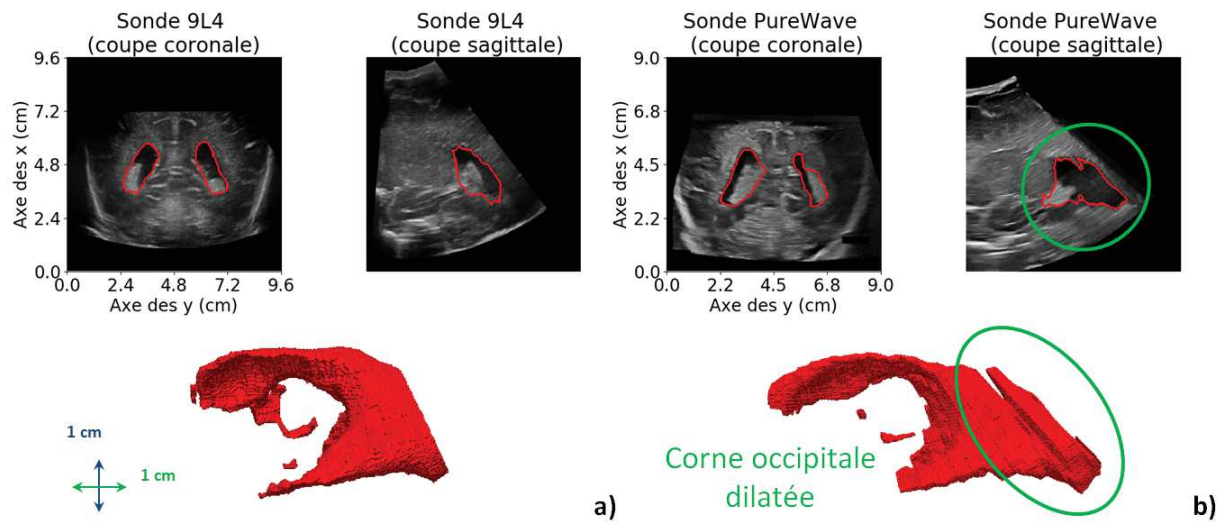 Sonde 9L4
(coupe coronale)
Sonde 9L4
(coupe sagittale)
Sonde PureWave
(coupe coronale)
Sonde PureWave
(coupe sagittale)
9.6
7.2
4.8
2.4
0.0
Axe des x (cm)
0.0 2.4 4.8 7.2 9.6
Axe des y (cm)
9.0
6.8
4.5
2.2
0.0
Axe des x (cm)
0.0 2.2 4.5 6.8 9.0
Axe des y (cm)
1 cm
1 cm
a)
Corne occipitale
dilatée
b)